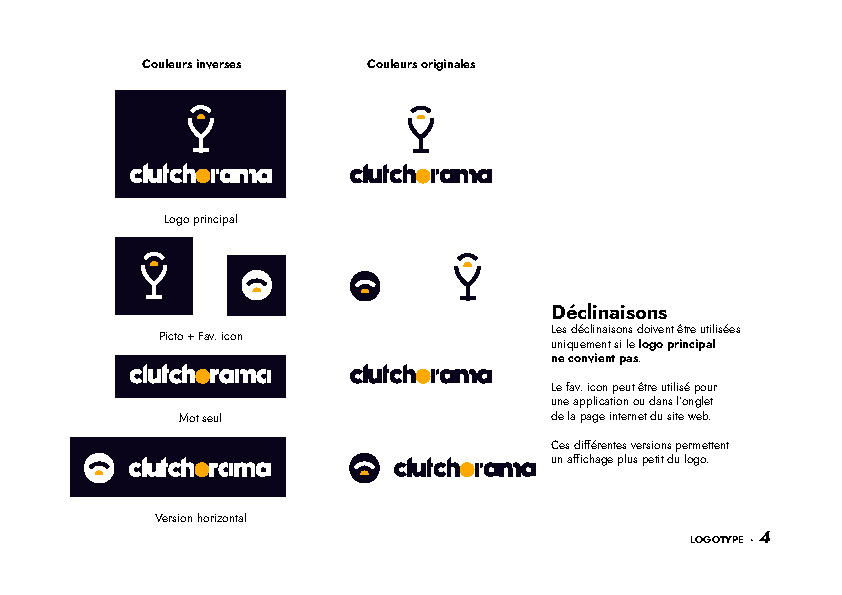 Couleurs inverses
Couleurs originales
clutchorama
clutchorama
Logo principal
Picto + Fav. icon
clutchorama
clutchorama
Mot seul
clutchorama
clutchorama
Version horizontal
Déclinaisons
Les déclinaisons doivent être utilisées
uniquement si le logo principal
ne convient pas.
Le fav. icon peut être utilisé pour
une application ou dans l'onglet
de la page internet du site web.
Ces différentes versions permettent
un affichage plus petit du logo.
LOGOTYPE - 4